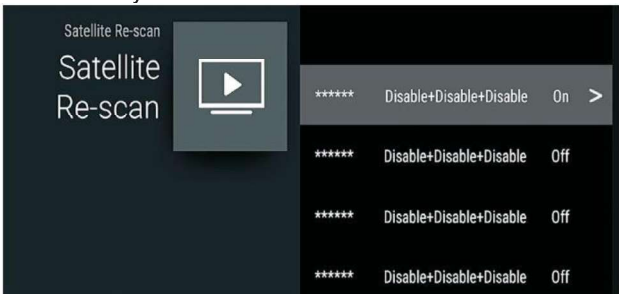 Satellite Re-scan
Satellite
Re-scan
****** Disable+Disable+Disable On >
****** Disable+Disable+Disable Off
****** Disable+Disable+Disable Off
****** Disable+Disable+Disable Off